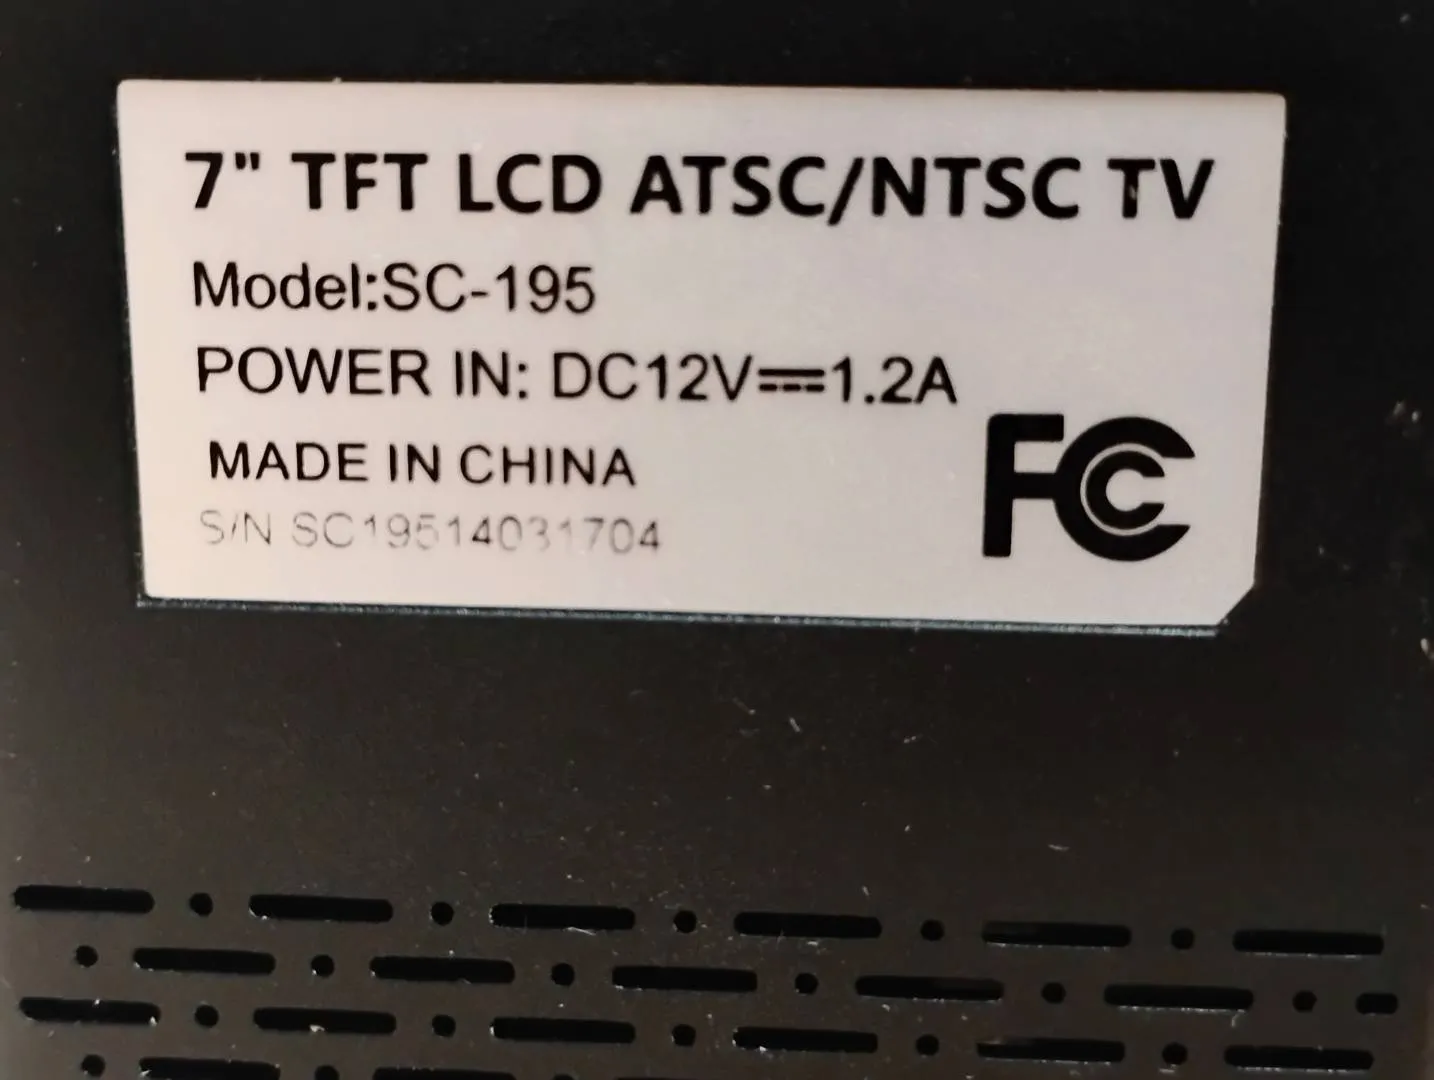 7" TFT LCD ATSC/NTSC TV
Model:SC-195
POWER IN: DC12V⎓1.2A
MADE IN CHINA
S/N SC19514031704
FC